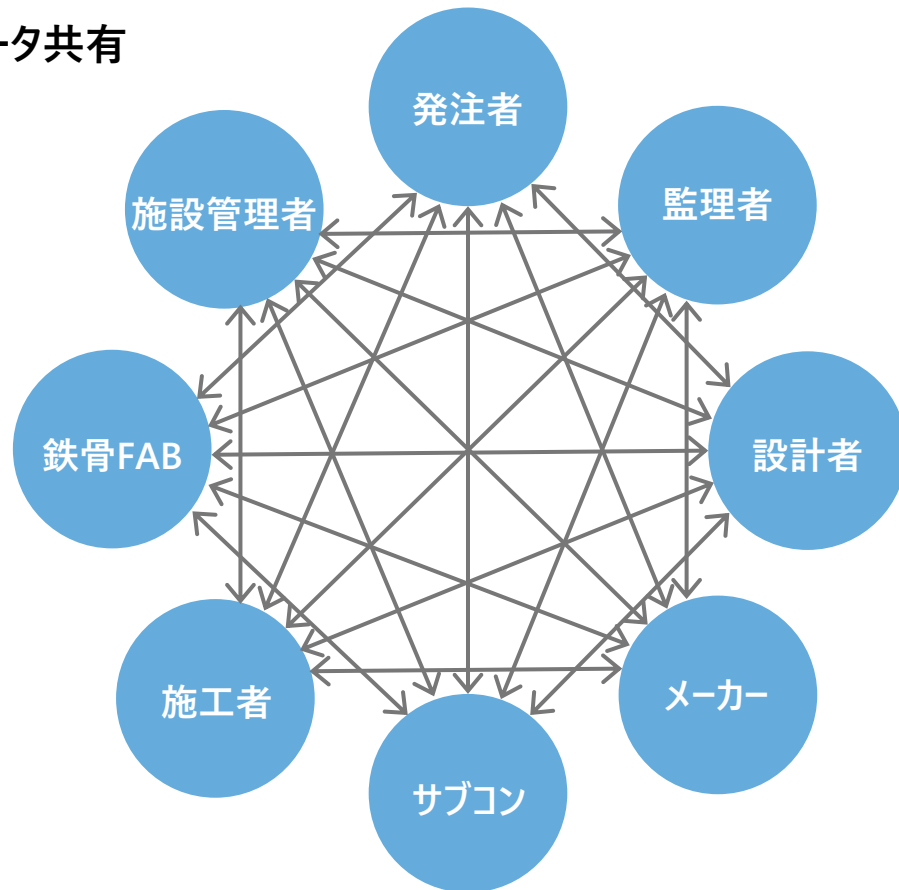 ータ共有
発注者
施設管理者
監理者
鉄骨FAB
設計者
施工者
メーカー
サブコン